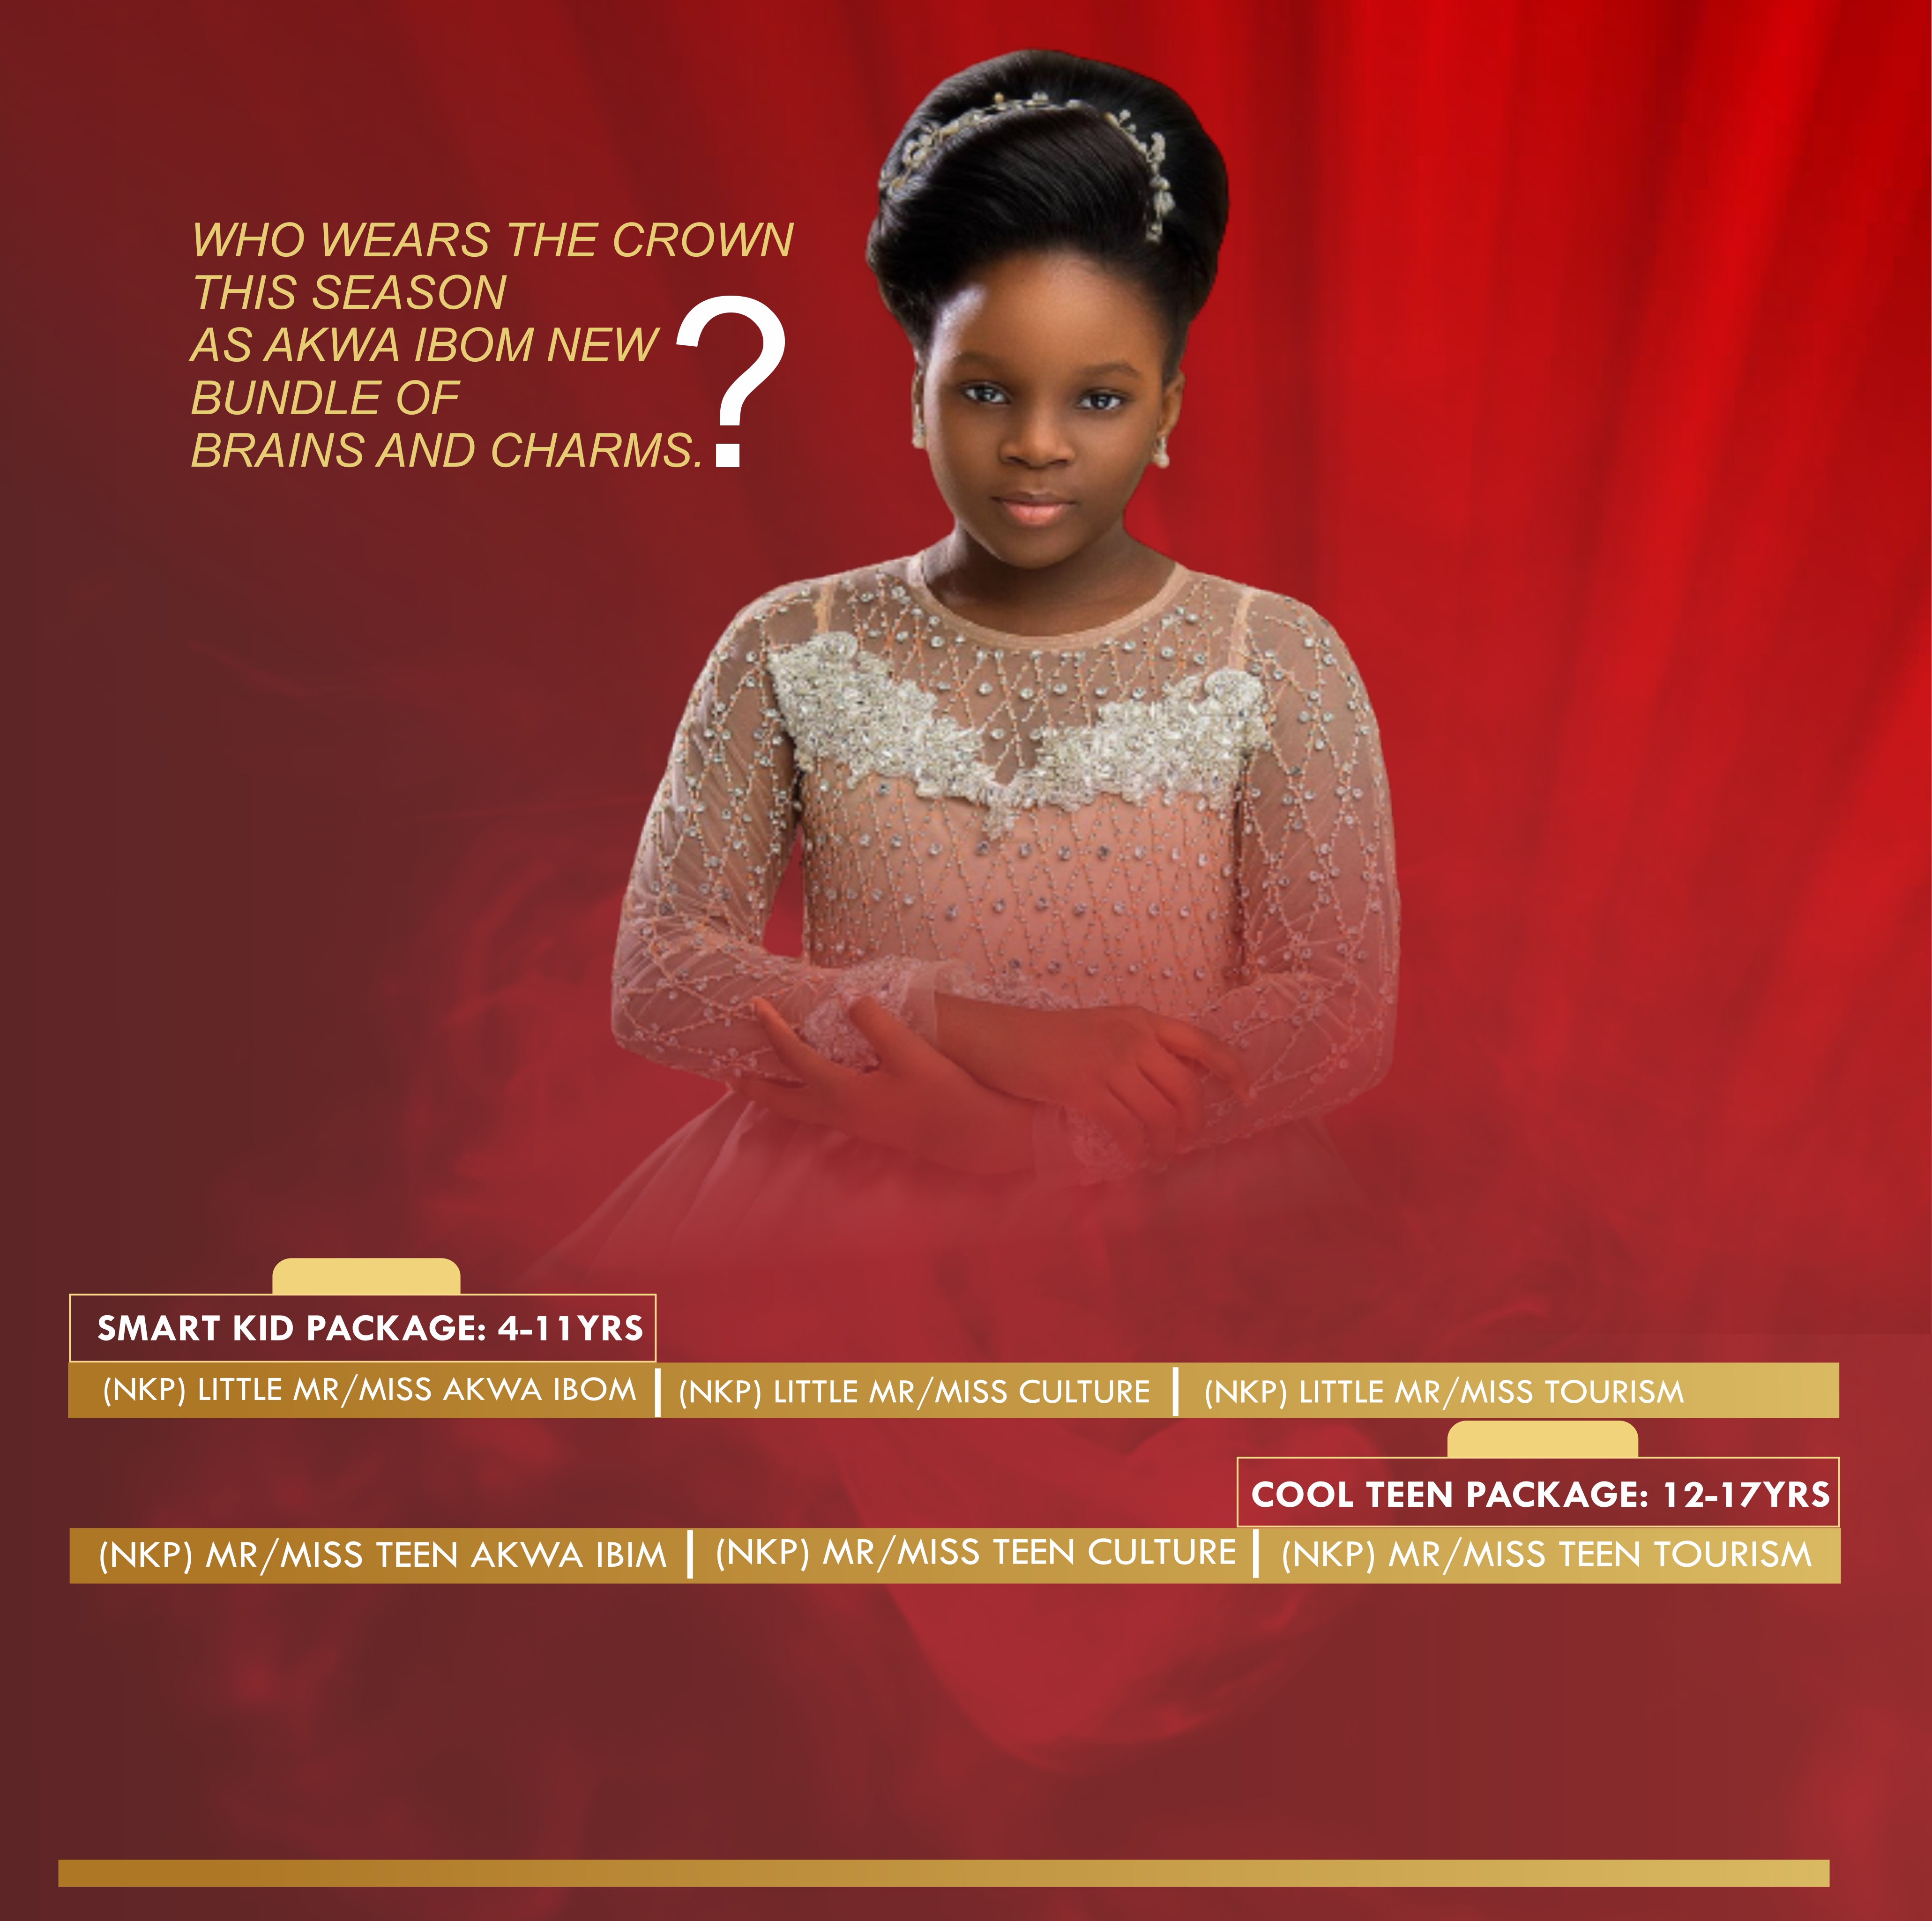 WHO WEARS THE CROWN
THIS SEASON
AS AKWA IBOM NEW
BUNDLE OF
BRAINS AND CHARMS.?
SMART KID PACKAGE: 4-11YRS
(NKP) LITTLE MR/MISS AKWA IBOM | (NKP) LITTLE MR/MISS CULTURE | (NKP) LITTLE MR/MISS TOURISM
COOL TEEN PACKAGE: 12-17YRS
(NKP) MR/MISS TEEN AKWA IBIM | (NKP) MR/MISS TEEN CULTURE | (NKP) MR/MISS TEEN TOURISM